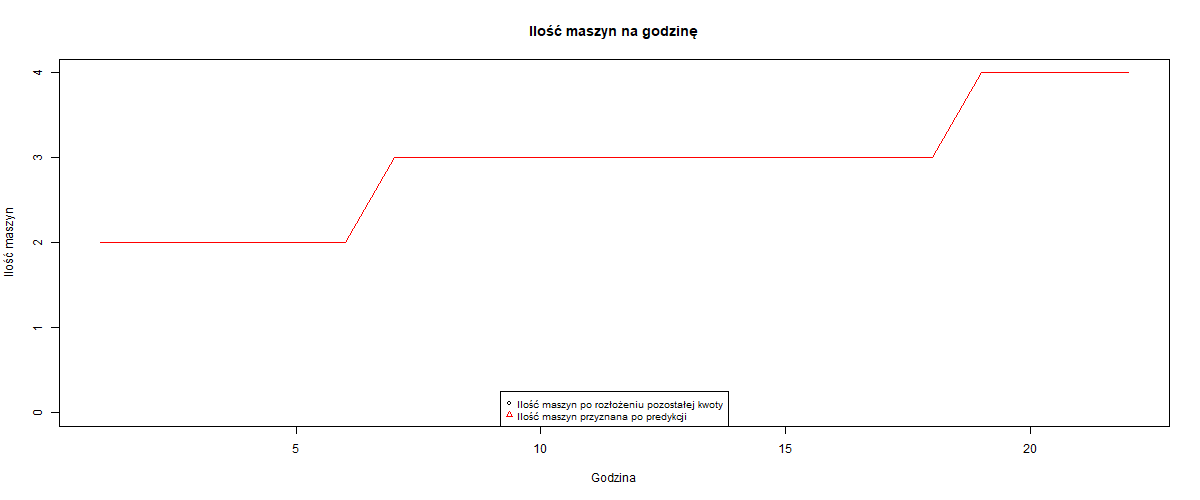 Ilość maszyn na godzinę
Ilość maszyn
4
3
2
1
0
Ilość maszyn po rozłożeniu pozostałej kwoty
Ilość maszyn przyznana po predykcji
5 10 15 20
Godzina